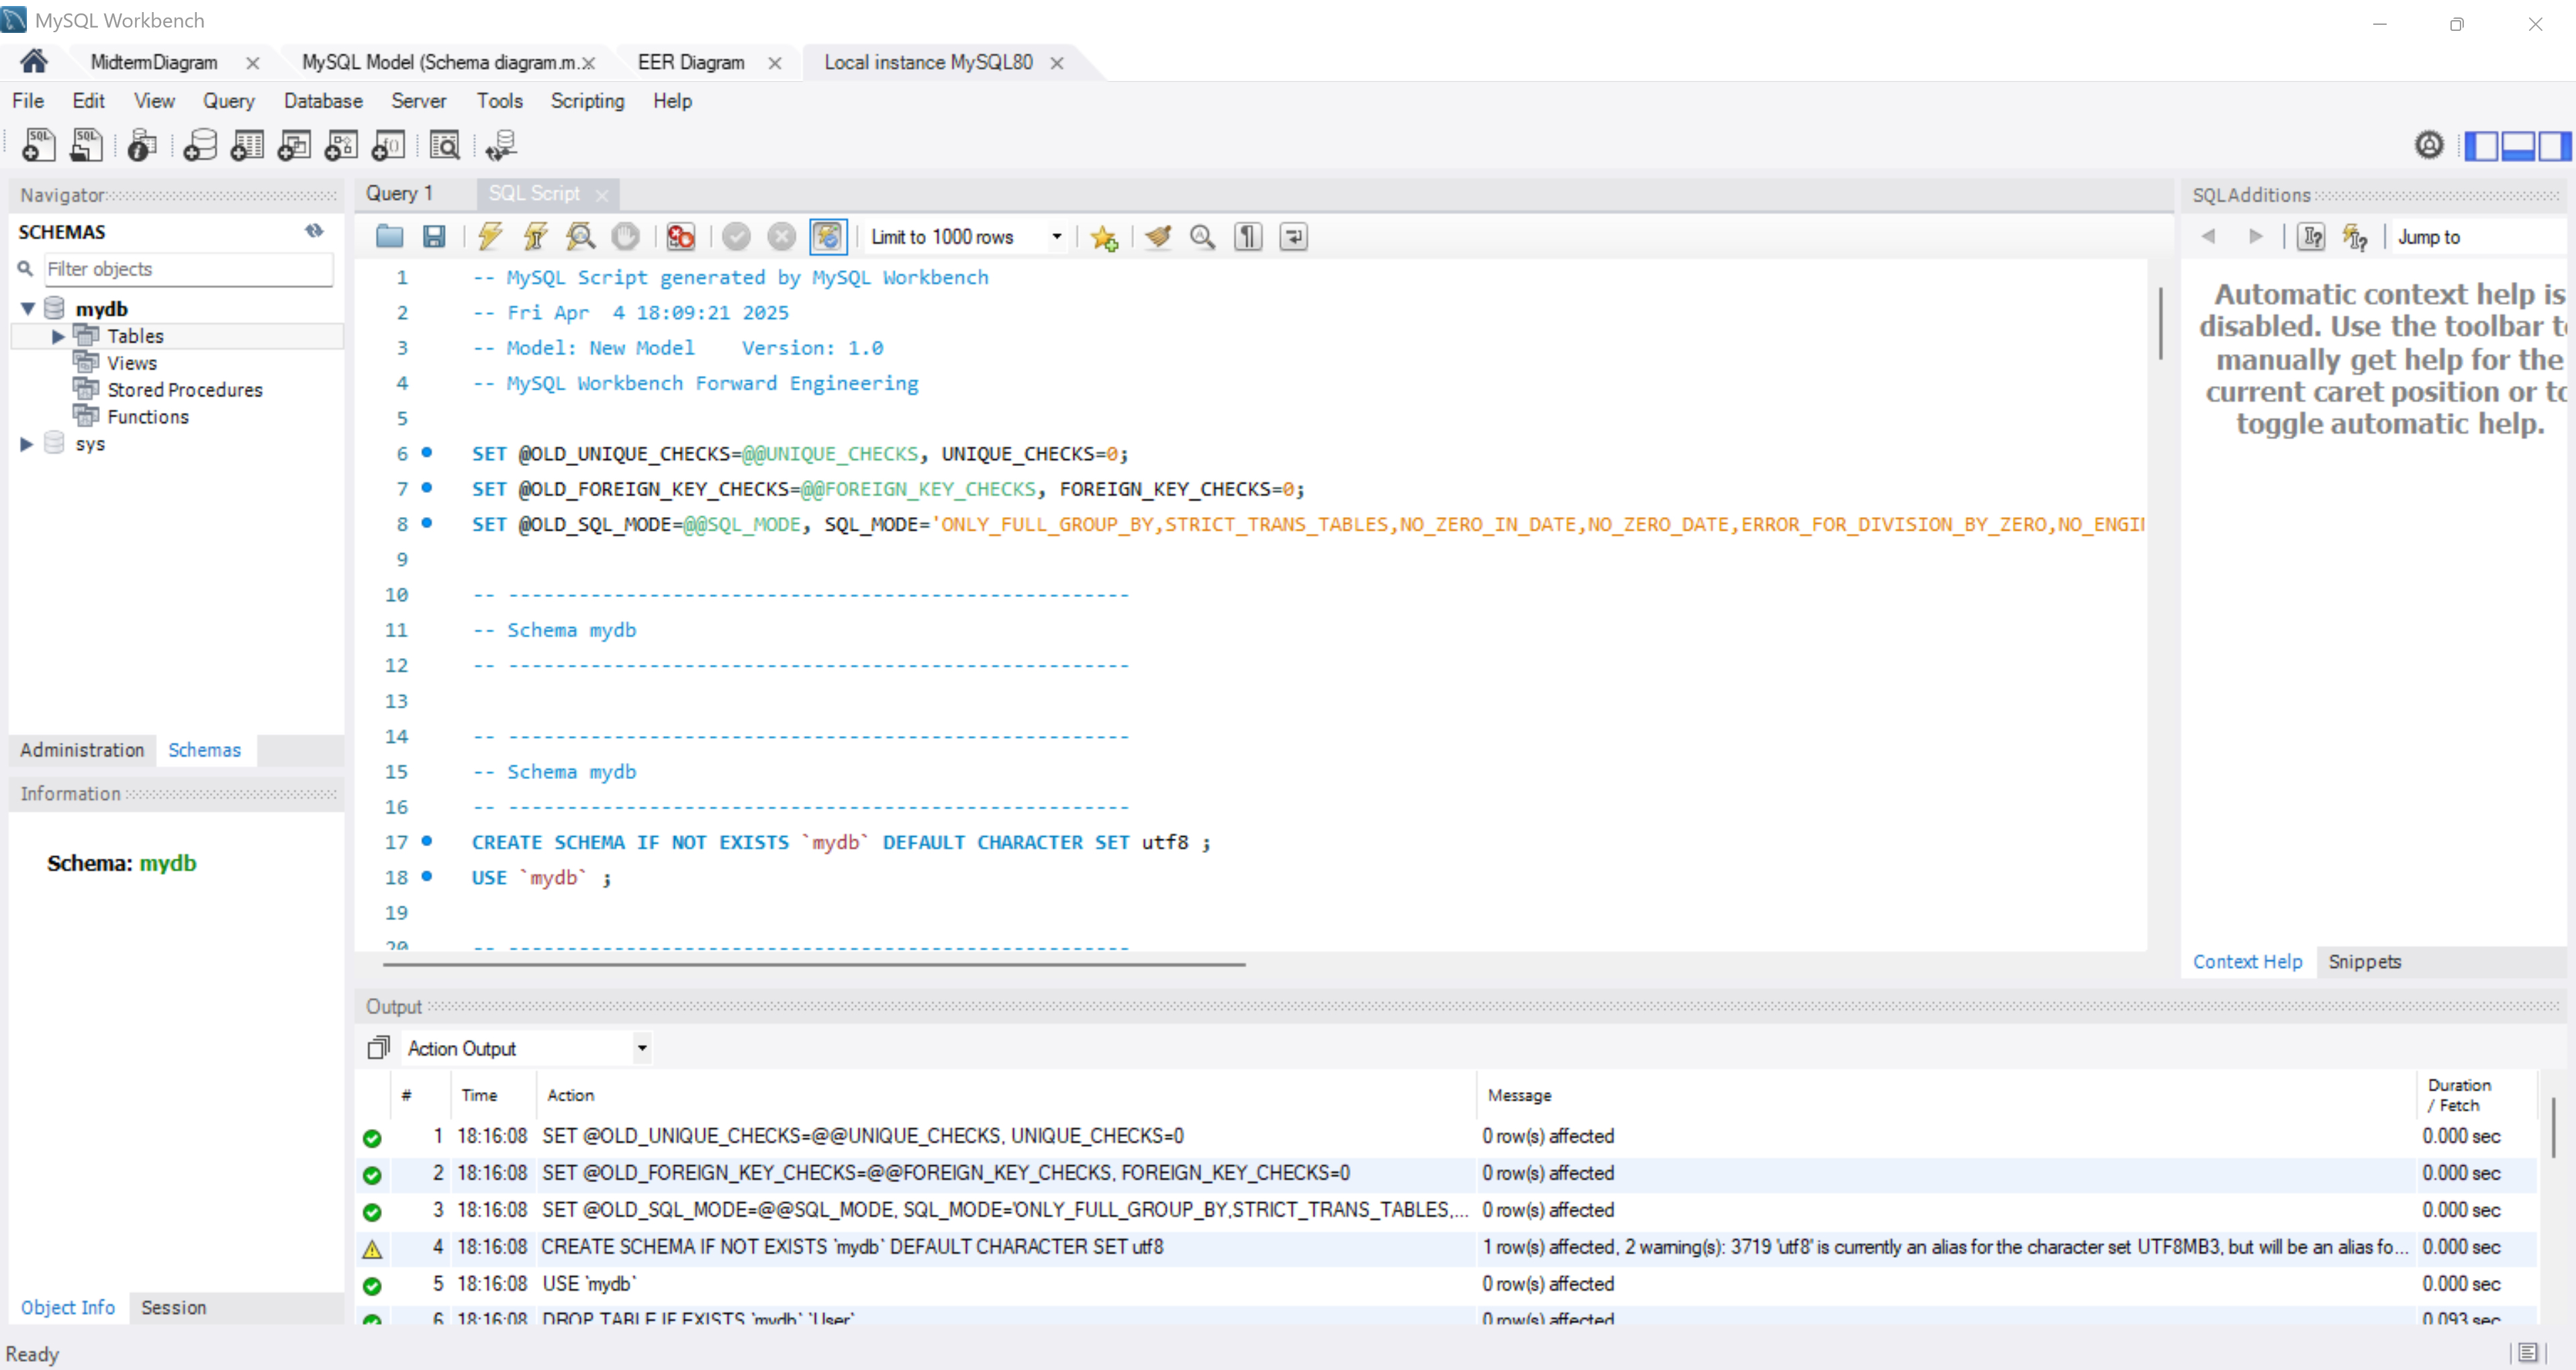 MySQL Workbench
MidtermDiagram
MySQL Model (Schema diagram.m...
EER Diagram
Local instance MySQL80
File Edit View Query Database Server Tools Scripting Help
Navigator
SCHEMAS
Filter objects
mydb
Tables
Views
Stored Procedures
Functions
sys
Administration Schemas
Information
Schema: mydb
Object Info Session
Query 1
SQL Script
Limit to 1000 rows
1 -- MySQL Script generated by MySQL Workbench
2 -- Fri Apr  4 18:09:21 2025
3 -- Model: New Model    Version: 1.0
4 -- MySQL Workbench Forward Engineering
5
6 SET @OLD_UNIQUE_CHECKS=@@UNIQUE_CHECKS, UNIQUE_CHECKS=0;
7 SET @OLD_FOREIGN_KEY_CHECKS=@@FOREIGN_KEY_CHECKS, FOREIGN_KEY_CHECKS=0;
8 SET @OLD_SQL_MODE=@@SQL_MODE, SQL_MODE='ONLY_FULL_GROUP_BY,STRICT_TRANS_TABLES,NO_ZERO_IN_DATE,NO_ZERO_DATE,ERROR_FOR_DIVISION_BY_ZERO,NO_ENGI
9
10 -- -----------------------------------------------------
11 -- Schema mydb
12 -- -----------------------------------------------------
13
14 -- -----------------------------------------------------
15 -- Schema mydb
16 -- -----------------------------------------------------
17 CREATE SCHEMA IF NOT EXISTS `mydb` DEFAULT CHARACTER SET utf8 ;
18 USE `mydb` ;
19
20 -- -----------------------------------------------------
SQLAdditions
Jump to
Automatic context help is
disabled. Use the toolbar to
manually get help for the
current caret position or to
toggle automatic help.
Context Help Snippets
Output
Action Output
# Time Action Message Duration / Fetch
1 18:16:08 SET @OLD_UNIQUE_CHECKS=@@UNIQUE_CHECKS, UNIQUE_CHECKS=0 0 row(s) affected 0.000 sec
2 18:16:08 SET @OLD_FOREIGN_KEY_CHECKS=@@FOREIGN_KEY_CHECKS, FOREIGN_KEY_CHECKS=0 0 row(s) affected 0.000 sec
3 18:16:08 SET @OLD_SQL_MODE=@@SQL_MODE, SQL_MODE='ONLY_FULL_GROUP_BY,STRICT_TRANS_TABLES,... 0 row(s) affected 0.000 sec
4 18:16:08 CREATE SCHEMA IF NOT EXISTS `mydb` DEFAULT CHARACTER SET utf8 1 row(s) affected, 2 warning(s): 3719 'utf8' is currently an alias for the character set UTF8MB3, but will be an alias fo... 0.000 sec
5 18:16:08 USE `mydb` 0 row(s) affected 0.000 sec
6 18:16:08 DROP TABLE IF EXISTS `mydb`.`User` 0 row(s) affected 0.093 sec
Ready